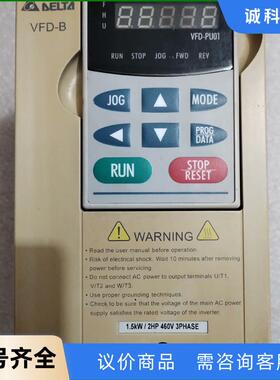 诚科
DELTA
VFD-B
F
H
U
VFD-PU01
RUN STOP JOG FWD REV
JOG
MODE
PROG
DATA
RUN
STOP
RESET
WARNING
Read the user manual before operation.
Risk of electrical shock. Wait 10 minutes after removing
power before servicing.
Do not connect AC power to output terminals U/T1,
V/T2 and W/T3.
Use proper grounding techniques.
Check to be sure that the voltage of the main AC power
supply satisfies the rated voltage of the inverter.
1.5kW / 2HP 460V 3PHASE
号齐全
需议价咨询